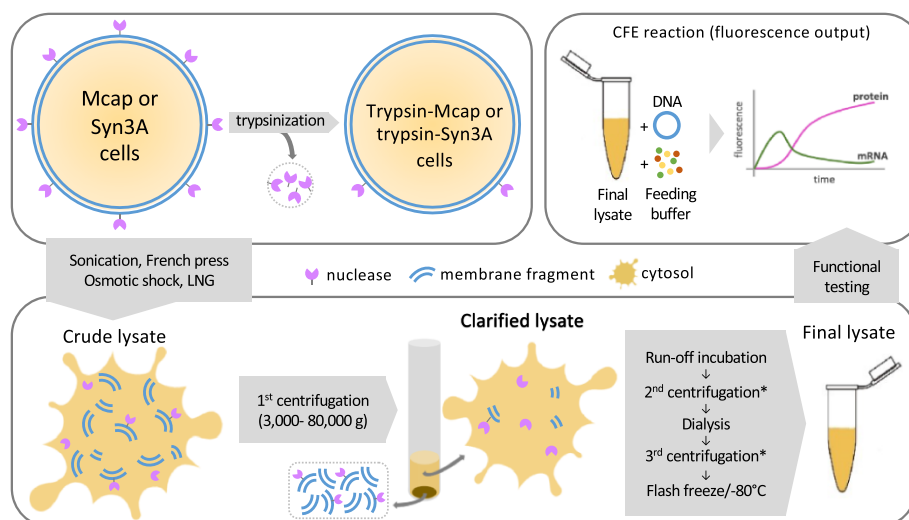 Mcap or
Syn3A
cells
trypsinization
Trypsin-Mcap or
trypsin-Syn3A
cells
CFE reaction (fluorescence output)
DNA
+
+
Final
lysate
Feeding
buffer
fluorescence
protein
mRNA
time
Sonication, French press
Osmotic shock, LNG
nuclease
membrane fragment
cytosol
Functional
testing
Crude lysate
1st centrifugation
(3,000- 80,000 g)
Clarified lysate
Run-off incubation
↓
2nd centrifugation*
↓
Dialysis
↓
3rd centrifugation*
↓
Flash freeze/-80°C
Final lysate